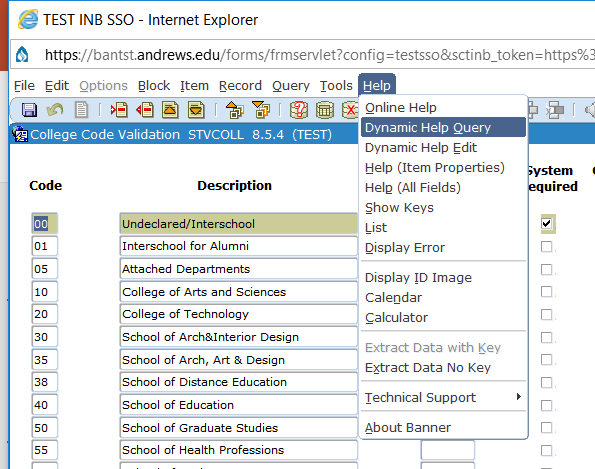 TEST INB SSO - Internet Explorer
https://bantst.andrews.edu/forms/frmservlet?config=testsso&sctinb_token=https%3
File Edit Options Block Item Record Query Tools Help
College Code Validation STVCOLL 8.5.4 (TEST)
Online Help
Dynamic Help Query
Dynamic Help Edit
Help (Item Properties)
Help (All Fields)
Show Keys
List
Display Error
Display ID Image
Calendar
Calculator
Extract Data with Key
Extract Data No Key
Technical Support
About Banner
Code Description ystem
equired
00 Undeclared/Interschool
01 Interschool for Alumni
05 Attached Departments
10 College of Arts and Sciences
20 College of Technology
30 School of Arch&Interior Design
35 School of Arch, Art & Design
38 School of Distance Education
40 School of Education
50 School of Graduate Studies
55 School of Health Professions